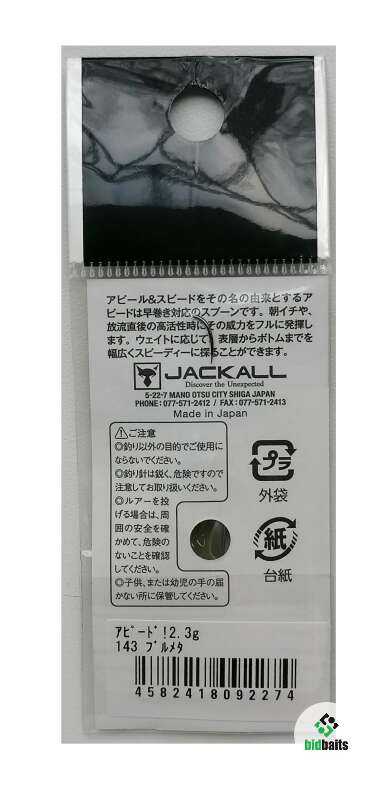 アピール&スピードをその名の由来とするア
ピードは早巻き対応のスプーンです。朝イチや、
放流直後の高活性時にその威力をフルに発揮し
ます。ウェイトに応じて、表層からボトムまでを
幅広くスピーディーに探ることができます。
JACKALL
Discover the Unexpected
5-22-7 MANO OTSU CITY SHIGA JAPAN
PHONE: 077-571-2412 / FAX: 077-571-2413
Made in Japan
⚠ご注意
◎釣り以外の目的でご使用に
ならないでください。
◎釣り針は鋭く、危険ですので
注意してお取り扱いください。
◎ルアーを投
げる場合は、周
囲の安全を確
かめて、危険の
ないことを確認
してください。
◎子供、または幼児の手の届
かない所に保管してください。
プラ
外袋
紙
台紙
アピード!2.3g
143 ブルメタ
4582418092274
bidbaits